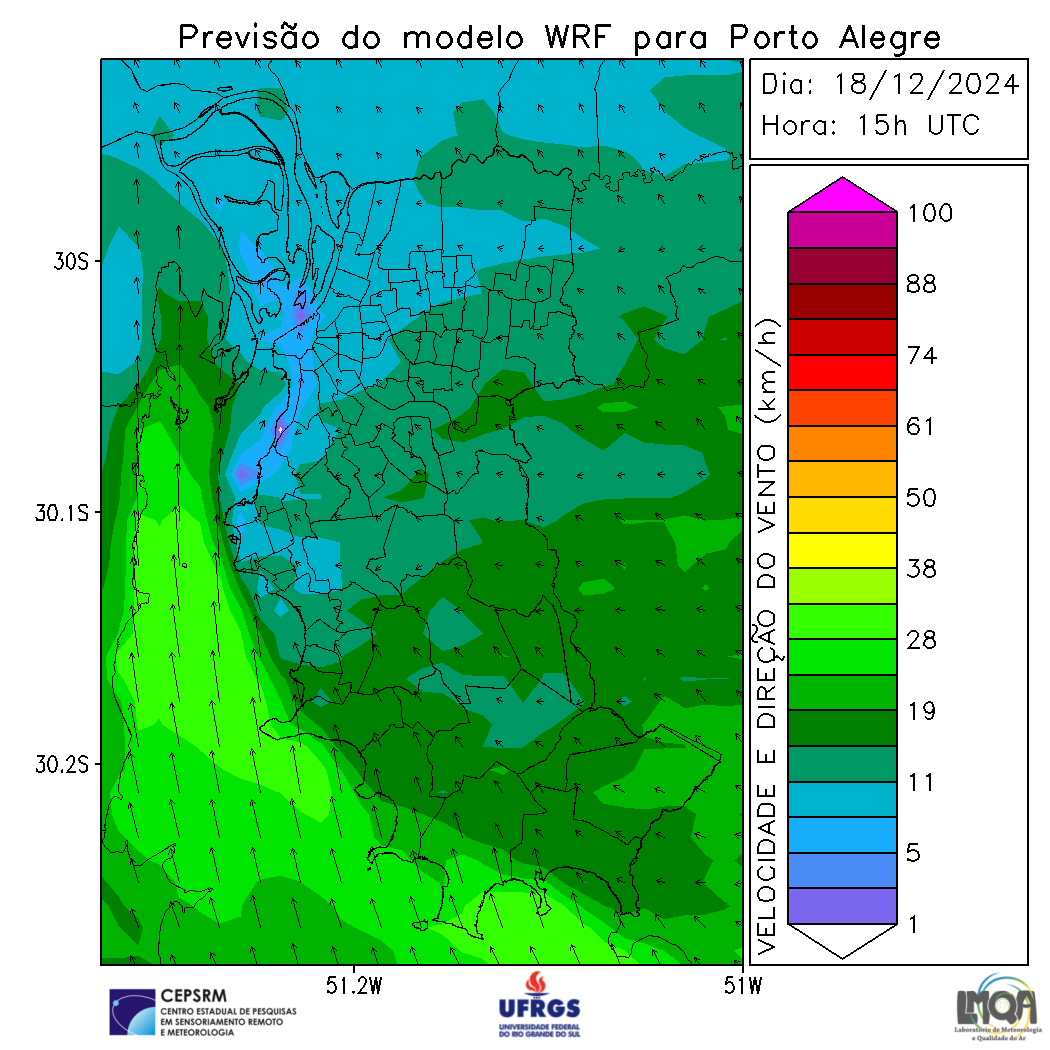 Previsão do modelo WRF para Porto Alegre
Dia: 18/12/2024
Hora: 15h UTC
30S
30.1S
30.2S
51.2W
51W
VELOCIDADE E DIREÇÃO DO VENTO (km/h)
100
88
74
61
50
38
28
19
11
5
1
CEPSRM
CENTRO ESTADUAL DE PESQUISAS
EM SENSORIAMENTO REMOTO
E METEOROLOGIA
UFRGS
UNIVERSIDADE FEDERAL
DO RIO GRANDE DO SUL
LMQA
Laboratório de Meteorologia
e Qualidade do Ar